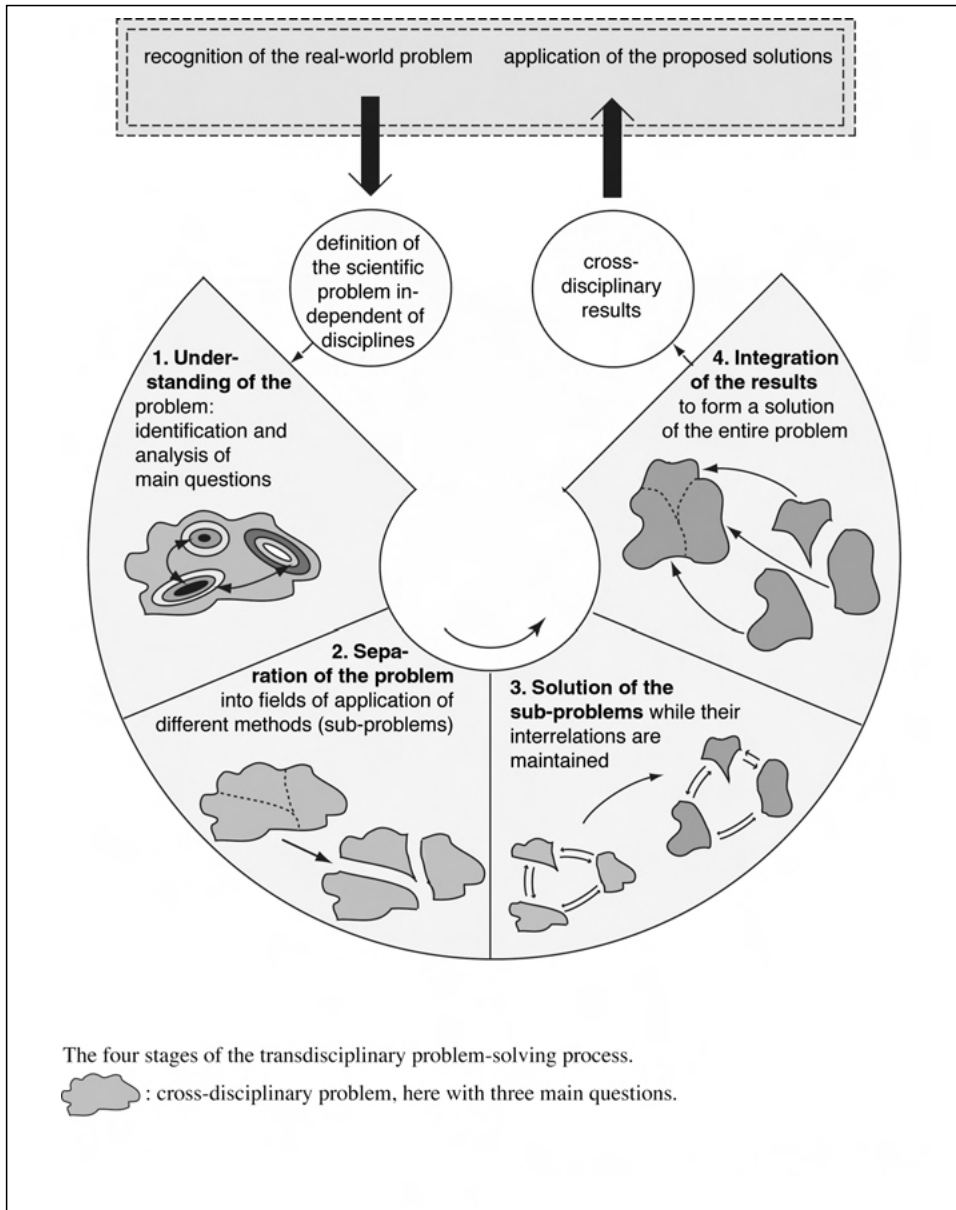 recognition of the real-world problem
application of the proposed solutions
definition of
the scientific
problem in-
dependent of
disciplines
cross-
disciplinary
results
1. Under-
standing of the
problem:
identification and
analysis of
main questions
2. Sepa-
ration of the problem
into fields of application of
different methods (sub-problems)
3. Solution of the
sub-problems while their
interrelations are
maintained
4. Integration
of the results
to form a solution
of the entire problem
The four stages of the transdisciplinary problem-solving process.
: cross-disciplinary problem, here with three main questions.